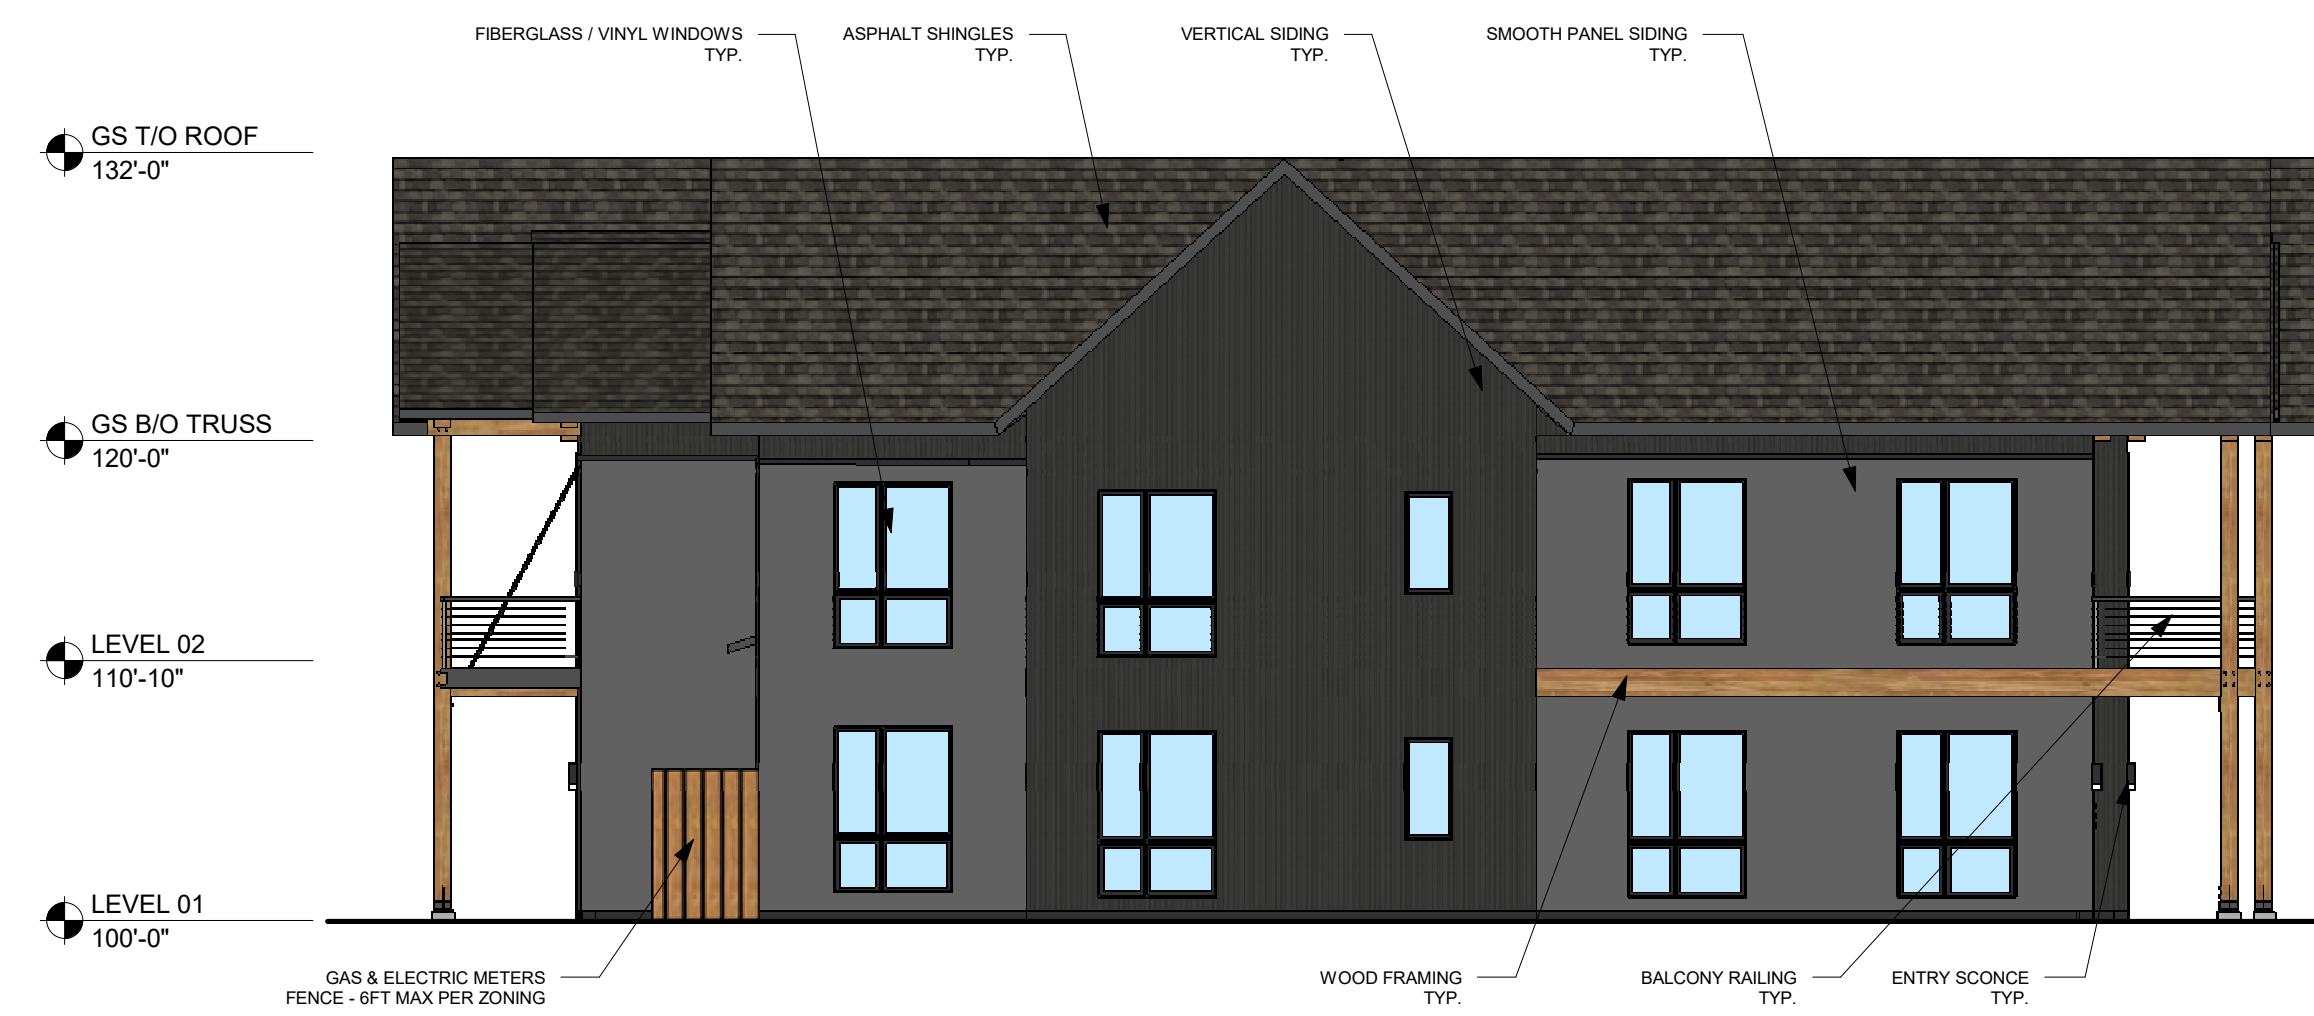 FIBERGLASS / VINYL WINDOWS
TYP.
ASPHALT SHINGLES
TYP.
VERTICAL SIDING
TYP.
SMOOTH PANEL SIDING
TYP.
GS T/O ROOF
132'-0"
GS B/O TRUSS
120'-0"
LEVEL 02
110'-10"
LEVEL 01
100'-0"
GAS & ELECTRIC METERS
FENCE - 6FT MAX PER ZONING
WOOD FRAMING
TYP.
BALCONY RAILING
TYP.
ENTRY SCONCE
TYP.